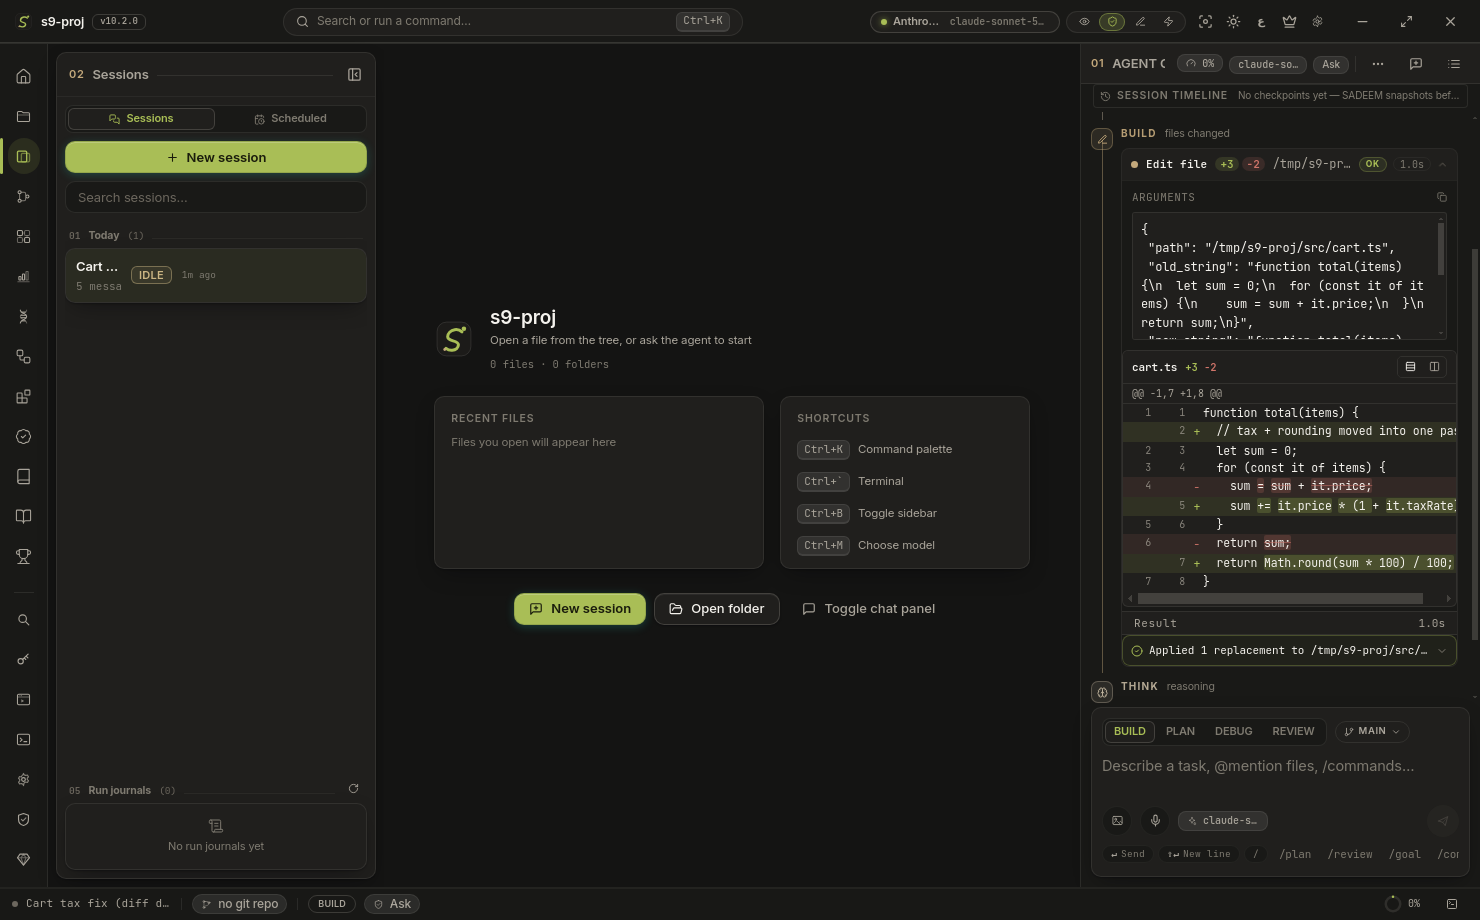 s9-proj v10.2.0
Search or run a command... Ctrl+K
Anthro... claude-sonnet-5...
ع
02 Sessions
Sessions Scheduled
+ New session
Search sessions...
01 Today (1)
Cart ... IDLE 1m ago
5 messa
05 Run journals (0)
No run journals yet
s9-proj
Open a file from the tree, or ask the agent to start
0 files · 0 folders
RECENT FILES
Files you open will appear here
SHORTCUTS
Ctrl+K Command palette
Ctrl+` Terminal
Ctrl+B Toggle sidebar
Ctrl+M Choose model
New session Open folder Toggle chat panel
01 AGENT 0% claude-so... Ask
SESSION TIMELINE No checkpoints yet — SADEEM snapshots bef...
BUILD files changed
Edit file +3 -2 /tmp/s9-pr... OK 1.0s
ARGUMENTS
{
"path": "/tmp/s9-proj/src/cart.ts",
"old_string": "function total(items)
{\n  let sum = 0;\n  for (const it of it
ems) {\n    sum = sum + it.price;\n  }\n
return sum;\n}",
"new_string": "function total(items)
cart.ts +3 -2
@@ -1,7 +1,8 @@
1 1 function total(items) {
2 + // tax + rounding moved into one pas
2 3 let sum = 0;
3 4 for (const it of items) {
4 - sum = sum + it.price;
5 + sum += it.price * (1 + it.taxRate)
5 6 }
6 - return sum;
7 + return Math.round(sum * 100) / 100;
7 8 }
Result 1.0s
Applied 1 replacement to /tmp/s9-proj/src/...
THINK reasoning
BUILD PLAN DEBUG REVIEW MAIN
Describe a task, @mention files, /commands...
claude-s...
↵ Send ⇧↵ New line / /plan /review /goal /con
Cart tax fix (diff d... no git repo BUILD Ask 0%